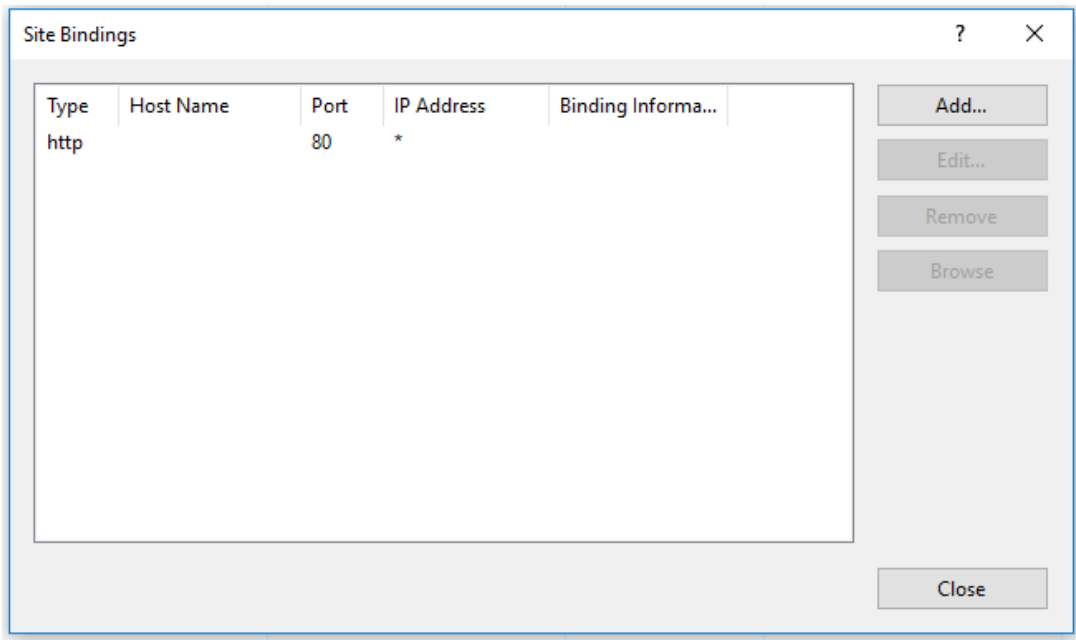 Site Bindings ? ×
Type Host Name Port IP Address Binding Informa...
http 80 *
Add...
Edit...
Remove
Browse
Close